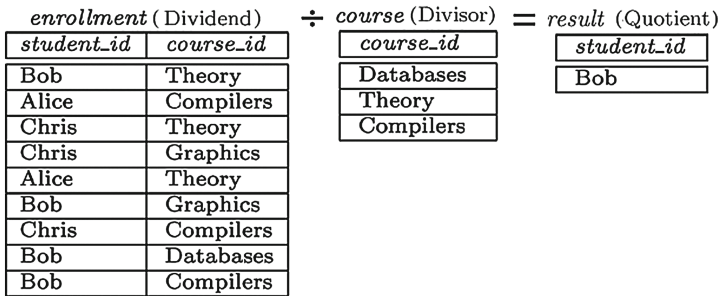 enrollment (Dividend) ÷ course (Divisor) = result (Quotient)
student_id course_id
course_id
student_id
Bob Theory
Alice Compilers
Chris Theory
Chris Graphics
Alice Theory
Bob Graphics
Chris Compilers
Bob Databases
Bob Compilers
Databases
Theory
Compilers
Bob